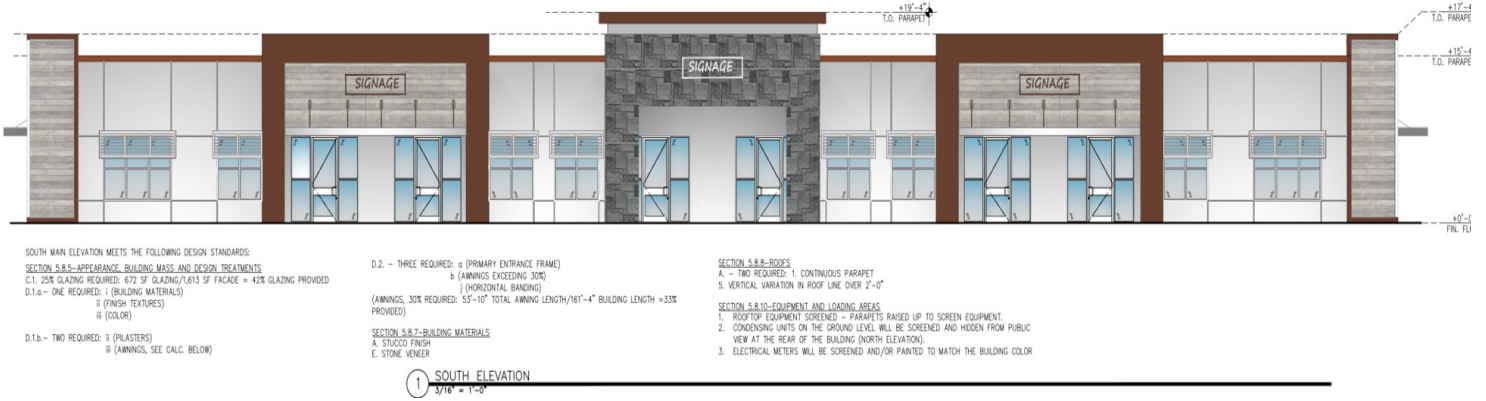 +19'-4"
T.O. PARAPET
+17'-4
T.O. PARAPE
+15'-4
T.O. PARAPE
SIGNAGE
SIGNAGE
SIGNAGE
+0'-0
FIN. FL
SOUTH MAIN ELEVATION MEETS THE FOLLOWING DESIGN STANDARDS:
SECTION 5.8.5-APPEARANCE, BUILDING MASS AND DESIGN TREATMENTS
C.1. 25% GLAZING REQUIRED: 672 SF GLAZING/1,613 SF FACADE = 42% GLAZING PROVIDED
D.1.a.- ONE REQUIRED: i (BUILDING MATERIALS)
ii (FINISH TEXTURES)
iii (COLOR)
D.1.b.- TWO REQUIRED: ii (PILASTERS)
iii (AWNINGS, SEE CALC. BELOW)
D.2. - THREE REQUIRED: a (PRIMARY ENTRANCE FRAME)
b (AWNINGS EXCEEDING 30%)
j (HORIZONTAL BANDING)
(AWNINGS, 30% REQUIRED: 53'-10" TOTAL AWNING LENGTH/161'-4" BUILDING LENGTH =33%
PROVIDED)
SECTION 5.8.7-BUILDING MATERIALS
A. STUCCO FINISH
E. STONE VENEER
SECTION 5.8.8-ROOFS
A. - TWO REQUIRED: 1. CONTINUOUS PARAPET
5. VERTICAL VARIATION IN ROOF LINE OVER 2'-0"
SECTION 5.8.10-EQUIPMENT AND LOADING AREAS
1. ROOFTOP EQUIPMENT SCREENED - PARAPETS RAISED UP TO SCREEN EQUIPMENT.
2. CONDENSING UNITS ON THE GROUND LEVEL WILL BE SCREENED AND HIDDEN FROM PUBLIC
VIEW AT THE REAR OF THE BUILDING (NORTH ELEVATION).
3. ELECTRICAL METERS WILL BE SCREENED AND/OR PAINTED TO MATCH THE BUILDING COLOR
1 SOUTH ELEVATION
3/16" = 1'-0"